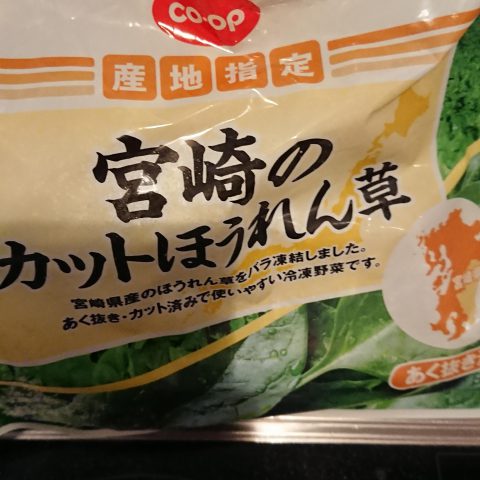 CO·OP
産地指定
宮崎の
カットほうれん草
宮崎県産のほうれん草をバラ凍結しました。
あく抜き・カット済みで使いやすい冷凍野菜です。
あく抜き